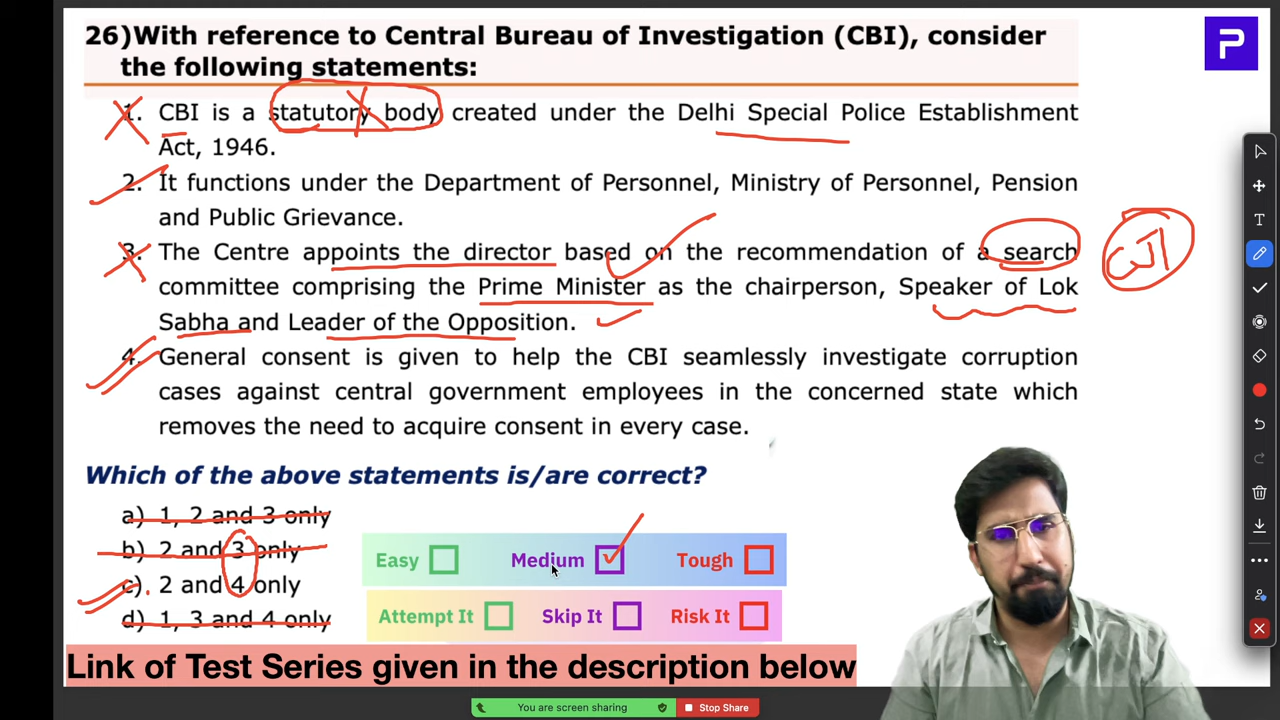 26)With reference to Central Bureau of Investigation (CBI), consider
the following statements:
P
1. CBI is a statutory body created under the Delhi Special Police Establishment
Act, 1946.
2. It functions under the Department of Personnel, Ministry of Personnel, Pension
and Public Grievance.
3. The Centre appoints the director based on the recommendation of a search
CJI
committee comprising the Prime Minister as the chairperson, Speaker of Lok
Sabha and Leader of the Opposition.
4. General consent is given to help the CBI seamlessly investigate corruption
cases against central government employees in the concerned state which
removes the need to acquire consent in every case.
Which of the above statements is/are correct?
a) 1, 2 and 3 only
b) 2 and 3 only
c) 2 and 4 only
d) 1, 3 and 4 only
Easy Medium Tough
Attempt It Skip It Risk It
Link of Test Series given in the description below
You are screen sharing Stop Share